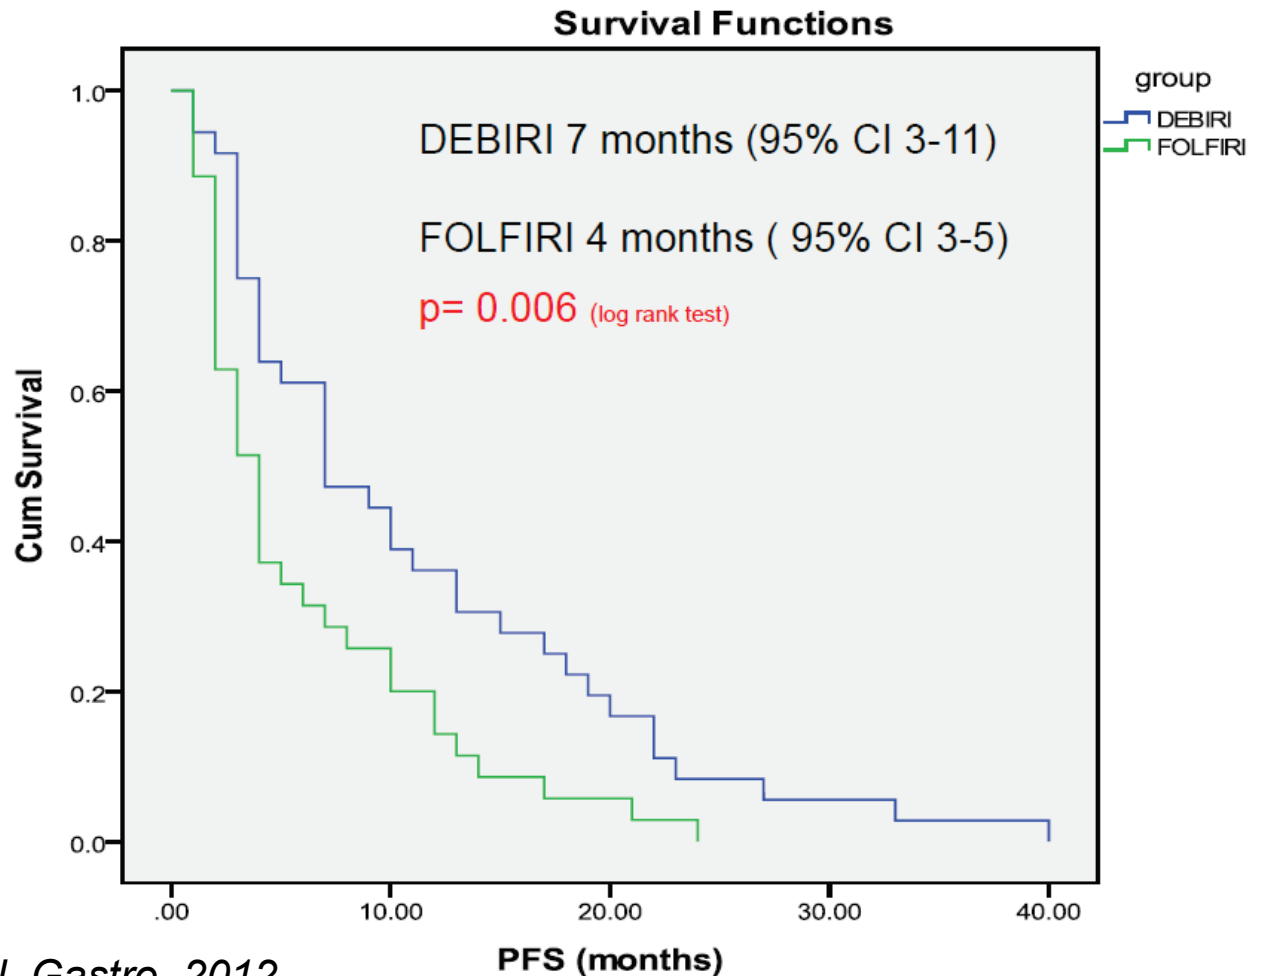 Survival Functions
group
DEBIRI
FOLFIRI
DEBIRI 7 months (95% CI 3-11)
FOLFIRI 4 months ( 95% CI 3-5)
p= 0.006 (log rank test)
Cum Survival
1.0
0.8
0.6
0.4
0.2
0.0
.00 10.00 20.00 30.00 40.00
PFS (months)
Gastro, 2012